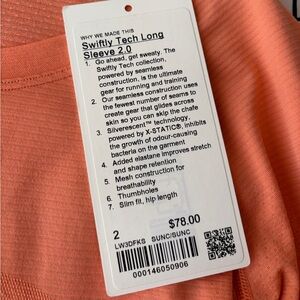 WHY WE MADE THIS
Swiftly Tech Long
Sleeve 2.0
1. Go ahead, get sweaty. The
Swiftly Tech collection,
powered by seamless
construction, is the ultimate
gear for running and training
2. Our seamless construction uses
the fewest number of seams to
create gear that glides across
skin so you can skip the chafe
3. Silverescent™ technology,
powered by X-STATIC®, inhibits
the growth of odour-causing
bacteria on the garment
4. Added elastane improves stretch
and shape retention
5. Mesh construction for
breathability
6. Thumbholes
7. Slim fit, hip length
2 $78.00
LW3DFKS SUNC/SUNC
000146050906